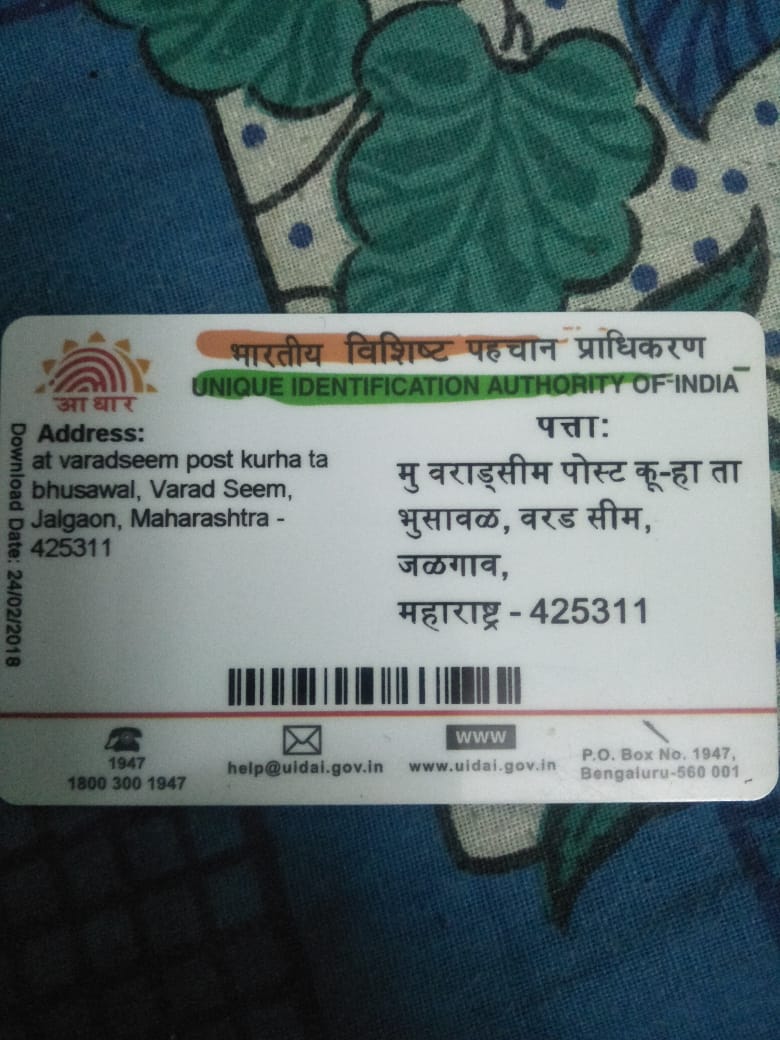 भारतीय विशिष्ट पहचान प्राधिकरण
UNIQUE IDENTIFICATION AUTHORITY OF INDIA
आधार
Address:
at varadseem post kurha ta
bhusawal, Varad Seem,
Jalgaon, Maharashtra -
425311
पत्ता:
मु वराड्सीम पोस्ट कू-हा ता
भुसावळ, वरड सीम,
जळगाव,
महाराष्ट्र - 425311
Download Date: 24/02/2018
1947
1800 300 1947
help@uidai.gov.in
WWW
www.uidai.gov.in
P.O. Box No. 1947,
Bengaluru-560 001